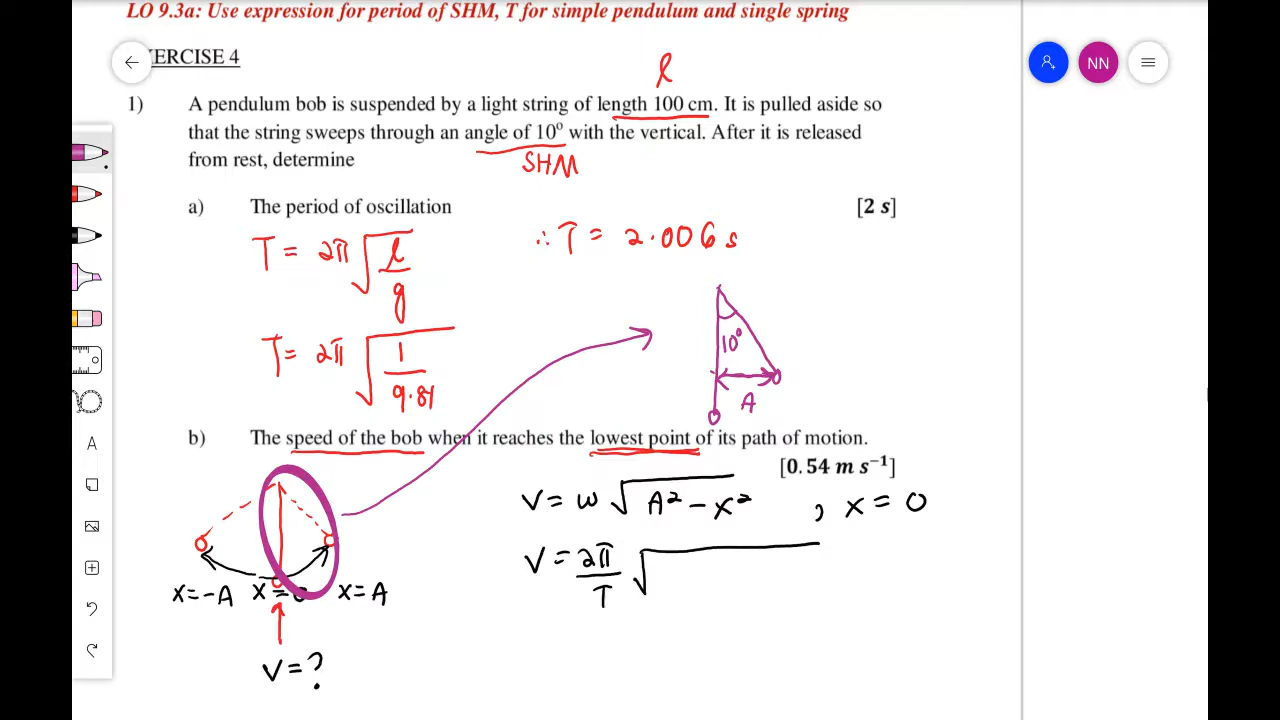 LO 9.3a: Use expression for period of SHM, T for simple pendulum and single spring
ERCISE 4
NN
l
1) A pendulum bob is suspended by a light string of length 100 cm. It is pulled aside so
that the string sweeps through an angle of 10° with the vertical. After it is released
from rest, determine
SHM
a) The period of oscillation [2 s]
T = 2π √(l/g)
∴ T = 2.006 s
T = 2π √(1/9.81)
10°
A
b) The speed of the bob when it reaches the lowest point of its path of motion.
[0.54 m s⁻¹]
V = ω √(A² − x²) , x = 0
V = 2π/T √
x = -A x = 0 x = A
V = ?
A